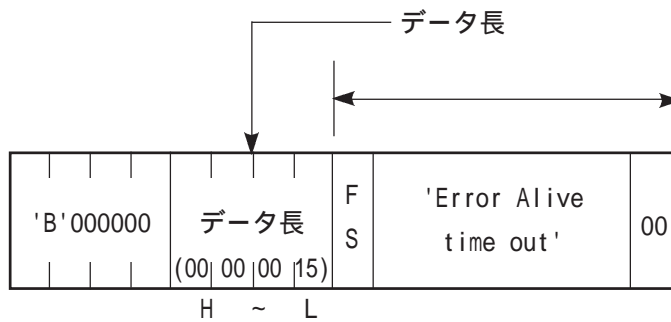 データ長
'B'000000
データ長
(00 00 00 15)
H ~ L
F
S
'Error Alive
time out'
00